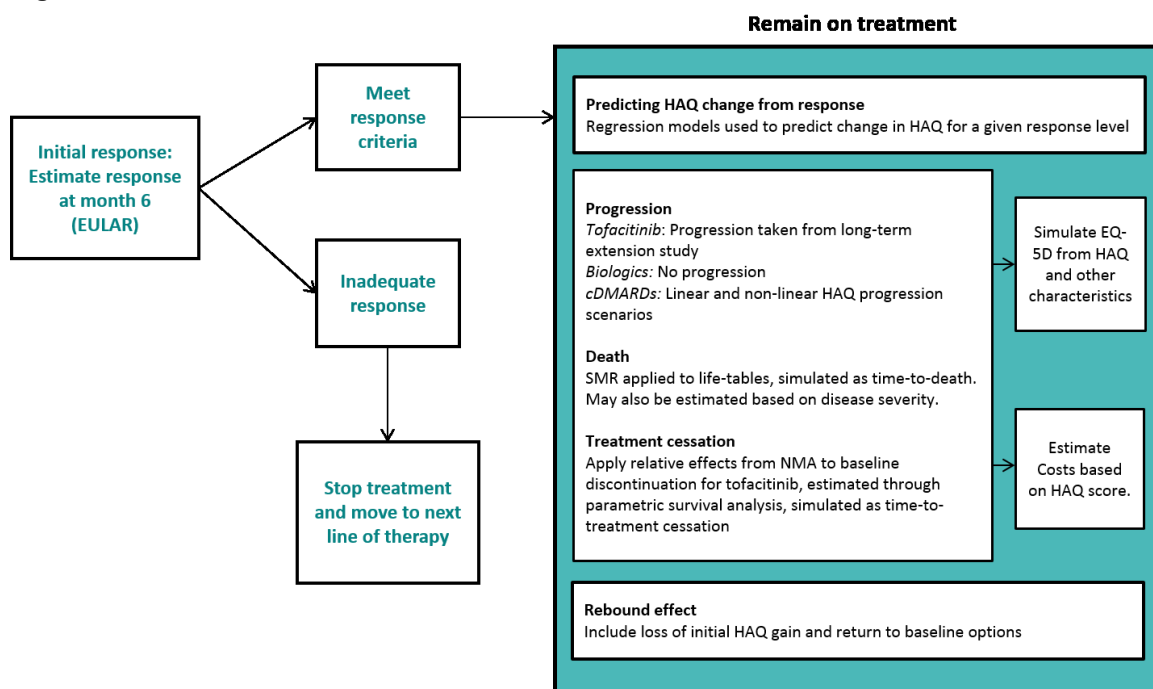 Remain on treatment
Initial response:
Estimate response
at month 6
(EULAR)
Meet
response
criteria
Inadequate
response
Stop treatment
and move to next
line of therapy
Predicting HAQ change from response
Regression models used to predict change in HAQ for a given response level
Progression
Tofacitinib: Progression taken from long-term
extension study
Biologics: No progression
cDMARDs: Linear and non-linear HAQ progression
scenarios
Death
SMR applied to life-tables, simulated as time-to-death.
May also be estimated based on disease severity.
Treatment cessation
Apply relative effects from NMA to baseline
discontinuation for tofacitinib, estimated through
parametric survival analysis, simulated as time-to-
treatment cessation
Simulate EQ-
5D from HAQ
and other
characteristics
Estimate
Costs based
on HAQ score.
Rebound effect
Include loss of initial HAQ gain and return to baseline options